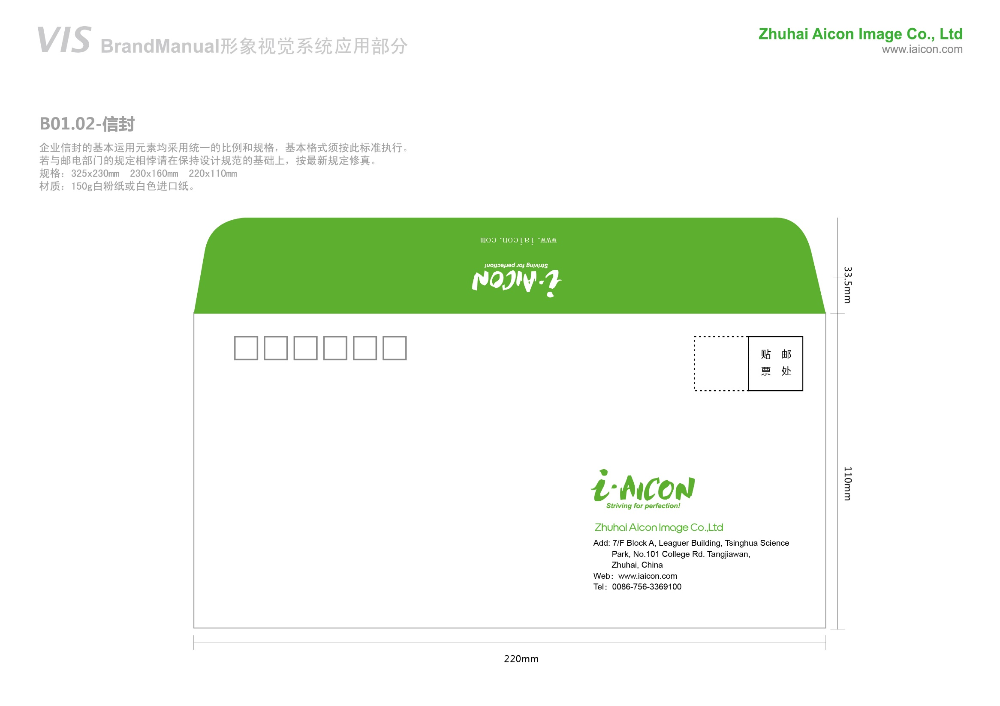 VIS BrandManual形象视觉系统应用部分
Zhuhai Aicon Image Co., Ltd
www.iaicon.com
B01.02-信封
企业信封的基本运用元素均采用统一的比例和规格，基本格式须按此标准执行。
若与邮电部门的规定相悖请在保持设计规范的基础上，按最新规定修真。
规格：325x230mm 230x160mm 220x110mm
材质：150g白粉纸或白色进口纸。
www.iaicon.com
Striving for perfection!
i·AICON
33.5mm
贴 邮
票 处
110mm
i·AICON
Striving for perfection!
Zhuhai Aicon Image Co.,Ltd
Add: 7/F Block A, Leaguer Building, Tsinghua Science
Park, No.101 College Rd. Tangjiawan,
Zhuhai, China
Web：www.iaicon.com
Tel：0086-756-3369100
220mm